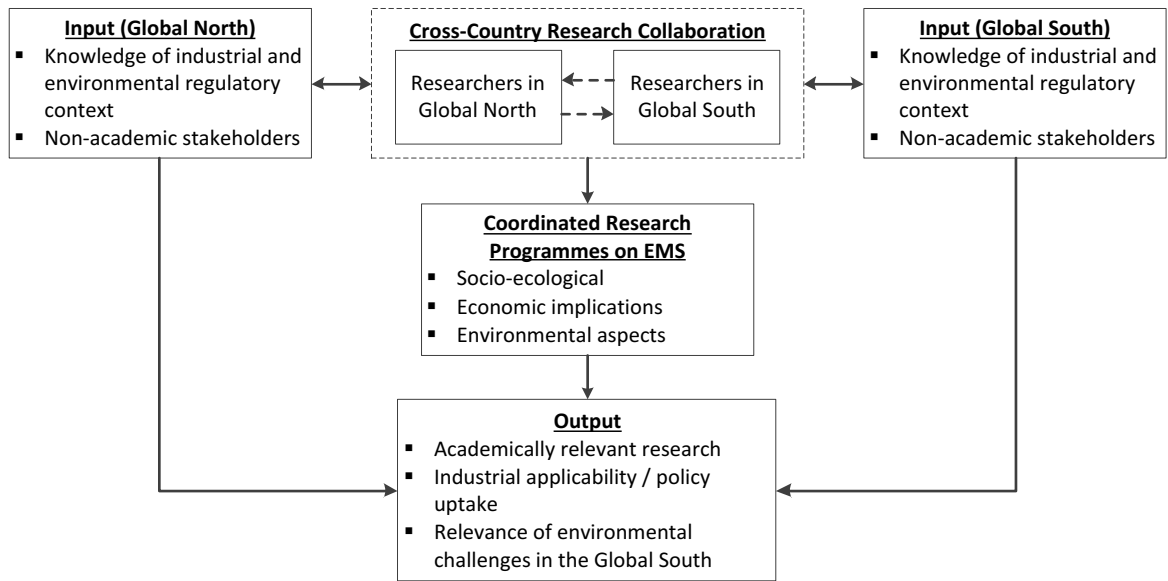 Input (Global North)
▪ Knowledge of industrial and
environmental regulatory
context
▪ Non-academic stakeholders
Cross-Country Research Collaboration
Researchers in
Global North
Researchers in
Global South
Input (Global South)
▪ Knowledge of industrial and
environmental regulatory
context
▪ Non-academic stakeholders
Coordinated Research
Programmes on EMS
▪ Socio-ecological
▪ Economic implications
▪ Environmental aspects
Output
▪ Academically relevant research
▪ Industrial applicability / policy
uptake
▪ Relevance of environmental
challenges in the Global South